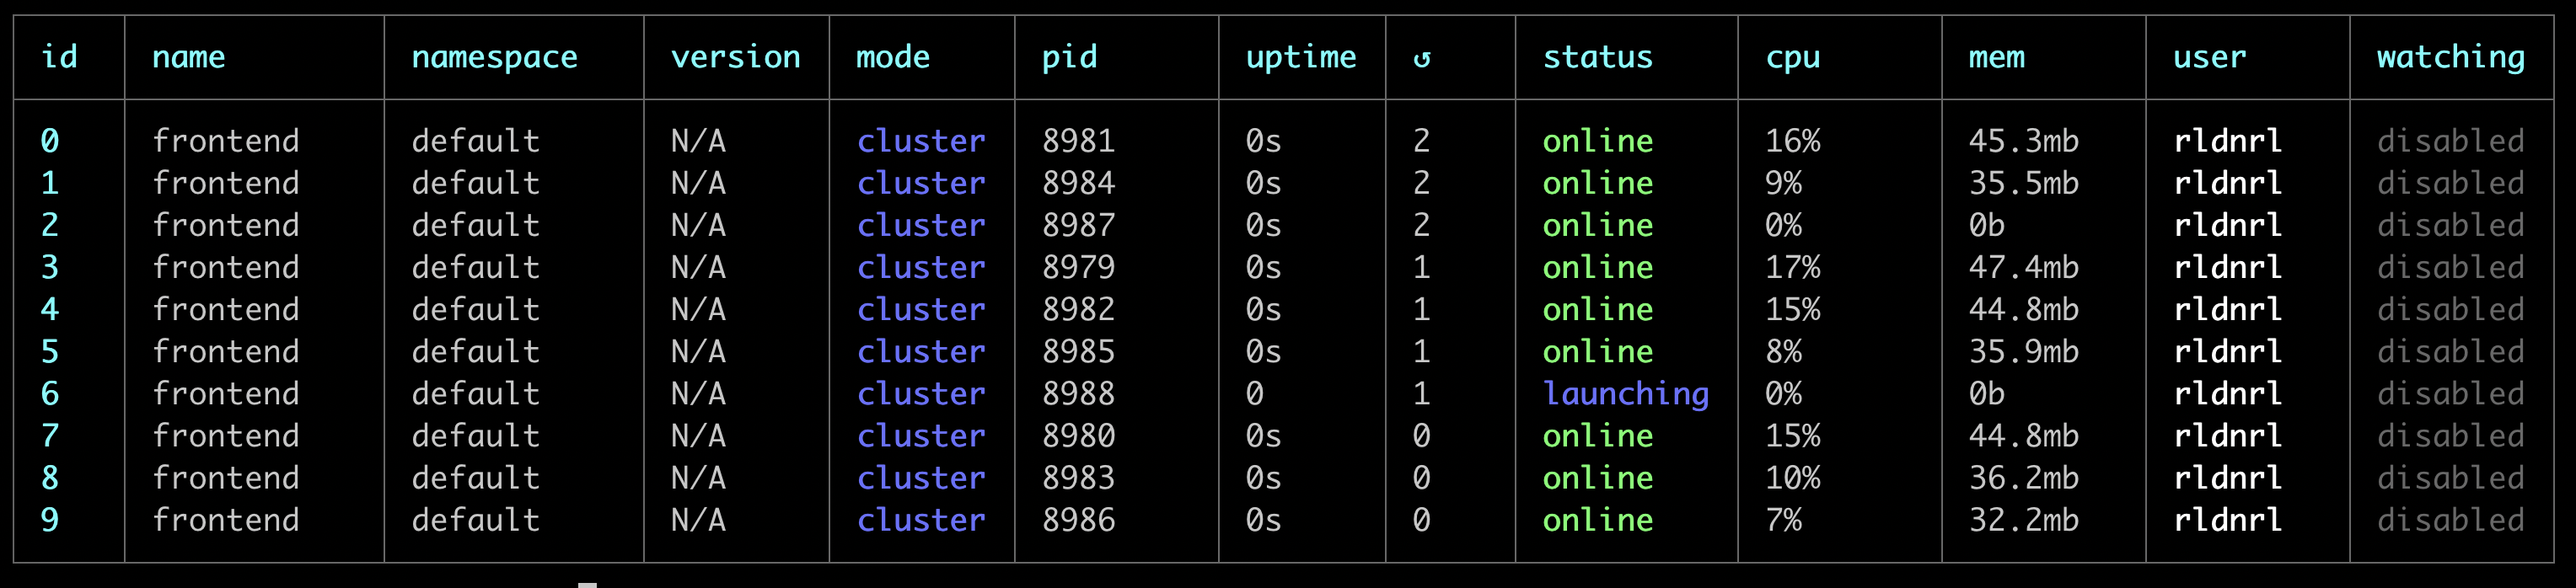 id name namespace version mode pid uptime ↺ status cpu mem user watching
0 frontend default N/A cluster 8981 0s 2 online 16% 45.3mb rldnrl disabled
1 frontend default N/A cluster 8984 0s 2 online 9% 35.5mb rldnrl disabled
2 frontend default N/A cluster 8987 0s 2 online 0% 0b rldnrl disabled
3 frontend default N/A cluster 8979 0s 1 online 17% 47.4mb rldnrl disabled
4 frontend default N/A cluster 8982 0s 1 online 15% 44.8mb rldnrl disabled
5 frontend default N/A cluster 8985 0s 1 online 8% 35.9mb rldnrl disabled
6 frontend default N/A cluster 8988 0 1 launching 0% 0b rldnrl disabled
7 frontend default N/A cluster 8980 0s 0 online 15% 44.8mb rldnrl disabled
8 frontend default N/A cluster 8983 0s 0 online 10% 36.2mb rldnrl disabled
9 frontend default N/A cluster 8986 0s 0 online 7% 32.2mb rldnrl disabled